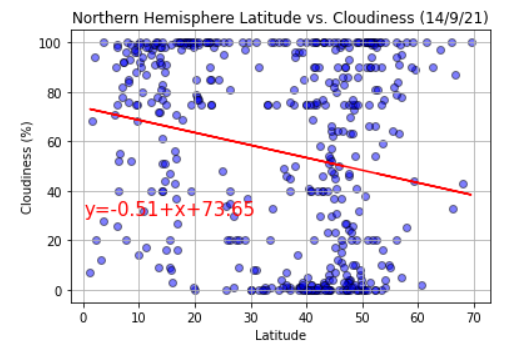 Northern Hemisphere Latitude vs. Cloudiness (14/9/21)
100
80
60
40
20
0
Cloudiness (%)
y=-0.51+x+73.65
0 10 20 30 40 50 60 70
Latitude